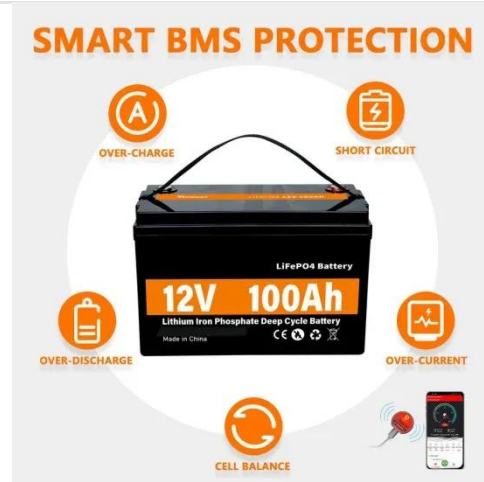 SMART BMS PROTECTION
OVER-CHARGE
SHORT CIRCUIT
LiFePO4 Battery
12V 100Ah
Lithium Iron Phosphate Deep Cycle Battery
Made in China
CE
OVER-DISCHARGE
OVER-CURRENT
CELL BALANCE